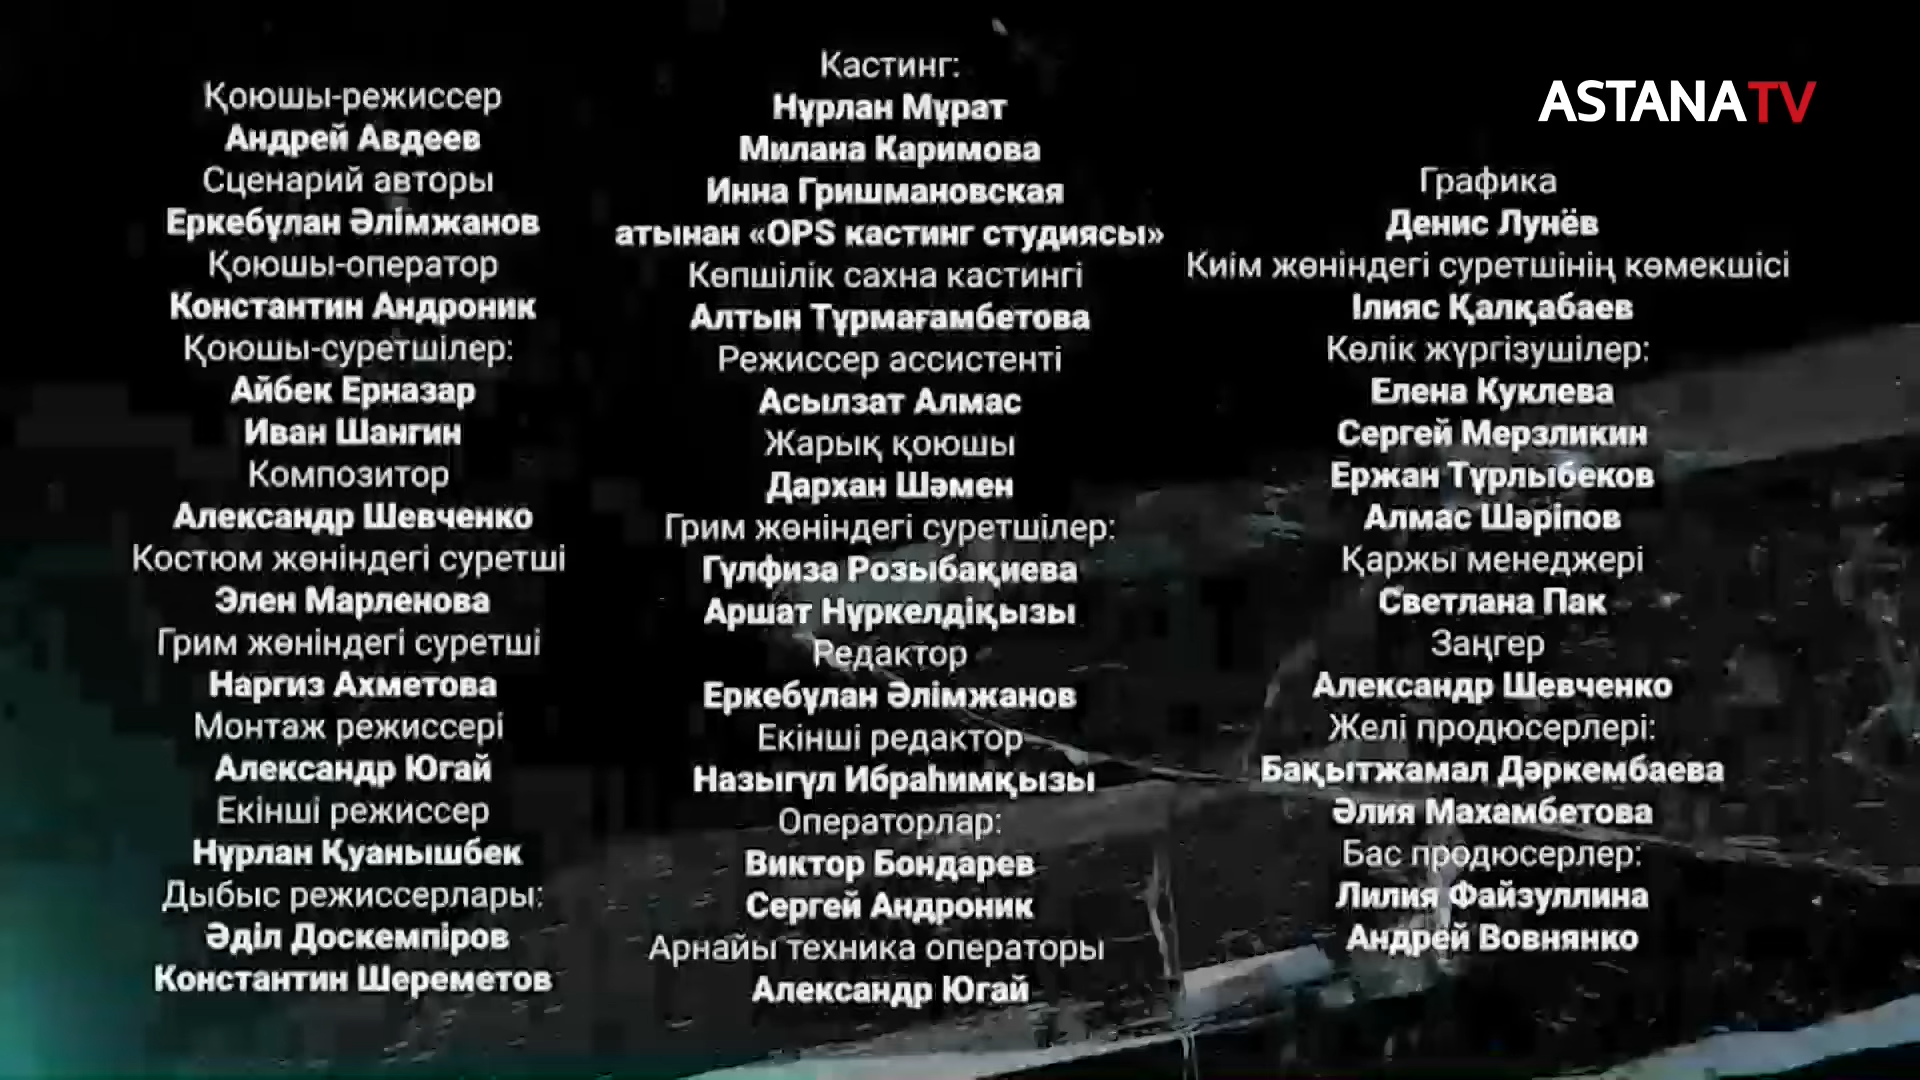 Қоюшы-режиссер
Андрей Авдеев
Сценарий авторы
Еркебұлан Әлімжанов
Қоюшы-оператор
Константин Андроник
Қоюшы-суретшілер:
Айбек Ерназар
Иван Шангин
Композитор
Александр Шевченко
Костюм жөніндегі суретші
Элен Марленова
Грим жөніндегі суретші
Наргиз Ахметова
Монтаж режиссері
Александр Югай
Екінші режиссер
Нұрлан Қуанышбек
Дыбыс режиссерлары:
Әділ Доскемпіров
Константин Шереметов
Кастинг:
Нұрлан Мұрат
Милана Каримова
Инна Гришмановская
атынан «OPS кастинг студиясы»
Көпшілік сахна кастингі
Алтын Тұрмағамбетова
Режиссер ассистенті
Асылзат Алмас
Жарық қоюшы
Дархан Шәмен
Грим жөніндегі суретшілер:
Гүлфиза Розыбақиева
Аршат Нұркелдіқызы
Редактор
Еркебұлан Әлімжанов
Екінші редактор
Назыгүл Ибраһимқызы
Операторлар:
Виктор Бондарев
Сергей Андроник
Арнайы техника операторы
Александр Югай
ASTANATV
Графика
Денис Лунёв
Киім жөніндегі суретшінің көмекшісі
Ілияс Қалқабаев
Көлік жүргізушілер:
Елена Куклева
Сергей Мерзликин
Ержан Тұрлыбеков
Алмас Шәріпов
Қаржы менеджері
Светлана Пак
Заңгер
Александр Шевченко
Желі продюсерлері:
Бақытжамал Дәркембаева
Әлия Махамбетова
Бас продюсерлер:
Лилия Файзуллина
Андрей Вовнянко